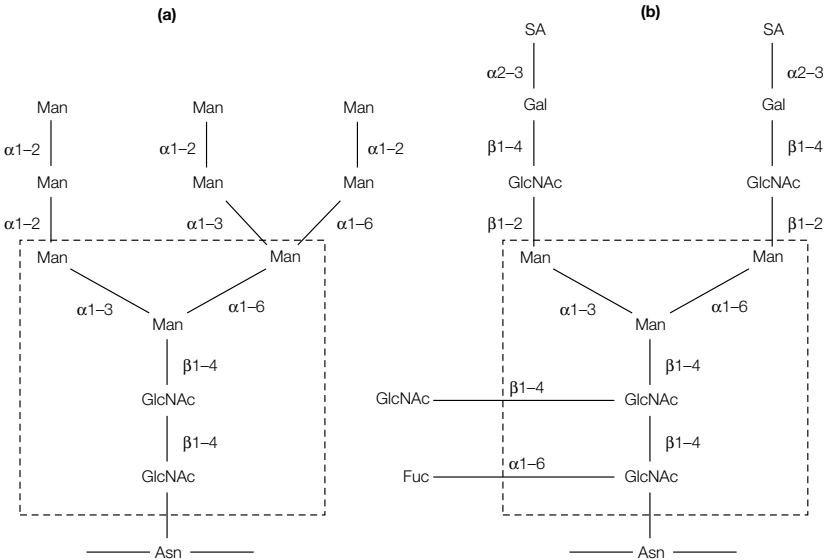 (a)
Man Man Man
α1–2 α1–2 α1–2
Man Man Man
α1–2 α1–3 α1–6
Man Man
α1–3 α1–6
Man
β1–4
GlcNAc
β1–4
GlcNAc
Asn
(b)
SA SA
α2–3 α2–3
Gal Gal
β1–4 β1–4
GlcNAc GlcNAc
β1–2 β1–2
Man Man
α1–3 α1–6
Man
β1–4
GlcNAc β1–4 GlcNAc
β1–4
Fuc α1–6 GlcNAc
Asn